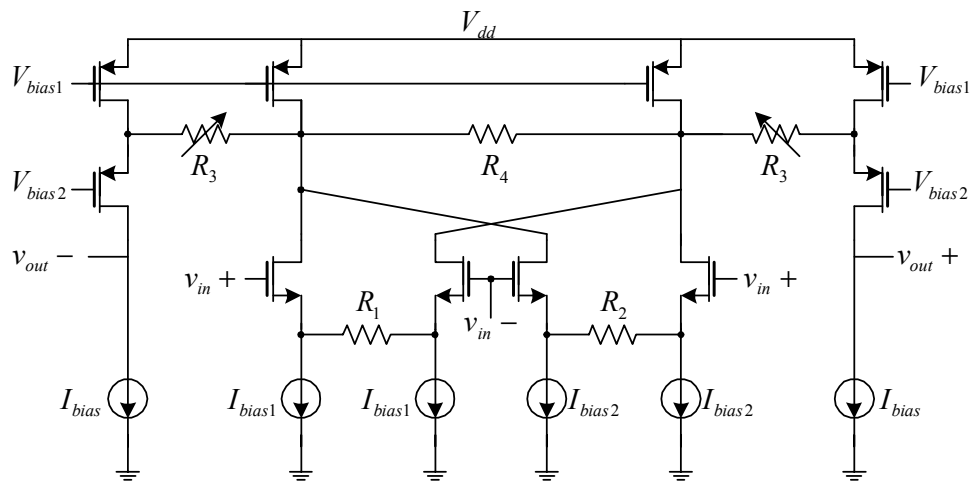 V_dd
V_bias1
V_bias1
R_3
R_4
R_3
V_bias2
V_bias2
v_out −
v_in +
v_in −
v_in +
v_out +
R_1
R_2
I_bias
I_bias1
I_bias1
I_bias2
I_bias2
I_bias